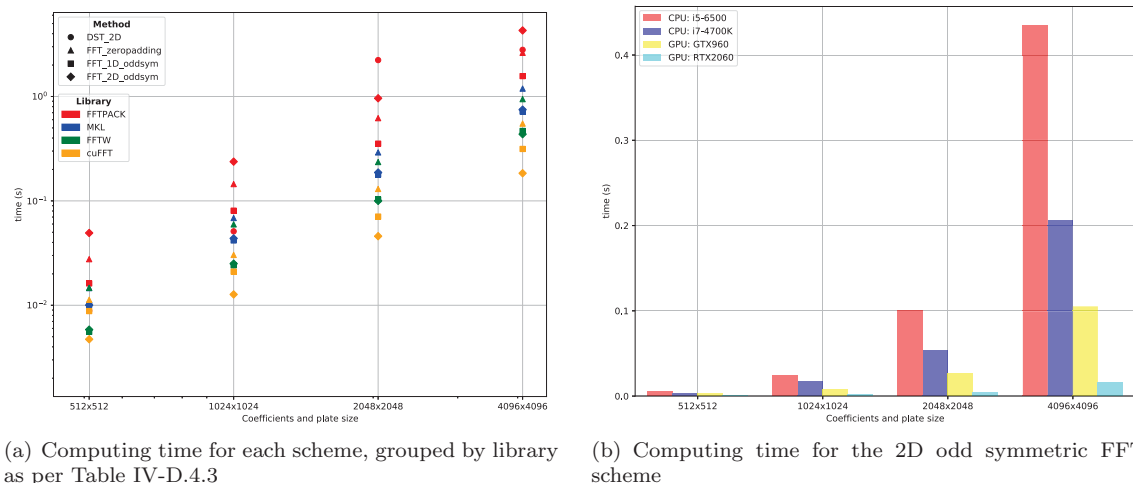 Method
DST_2D
FFT_zeropadding
FFT_1D_oddsym
FFT_2D_oddsym
Library
FFTPACK
MKL
FFTW
cuFFT
10⁰
10⁻¹
10⁻²
time (s)
512x512
1024x1024
2048x2048
4096x4096
Coefficients and plate size
(a) Computing time for each scheme, grouped by library
as per Table IV-D.4.3
CPU: i5-6500
CPU: i7-4700K
GPU: GTX960
GPU: RTX2060
0.4
0.3
0.2
0.1
0.0
time (s)
512x512
1024x1024
2048x2048
4096x4096
Coefficients and plate size
(b) Computing time for the 2D odd symmetric FFT
scheme